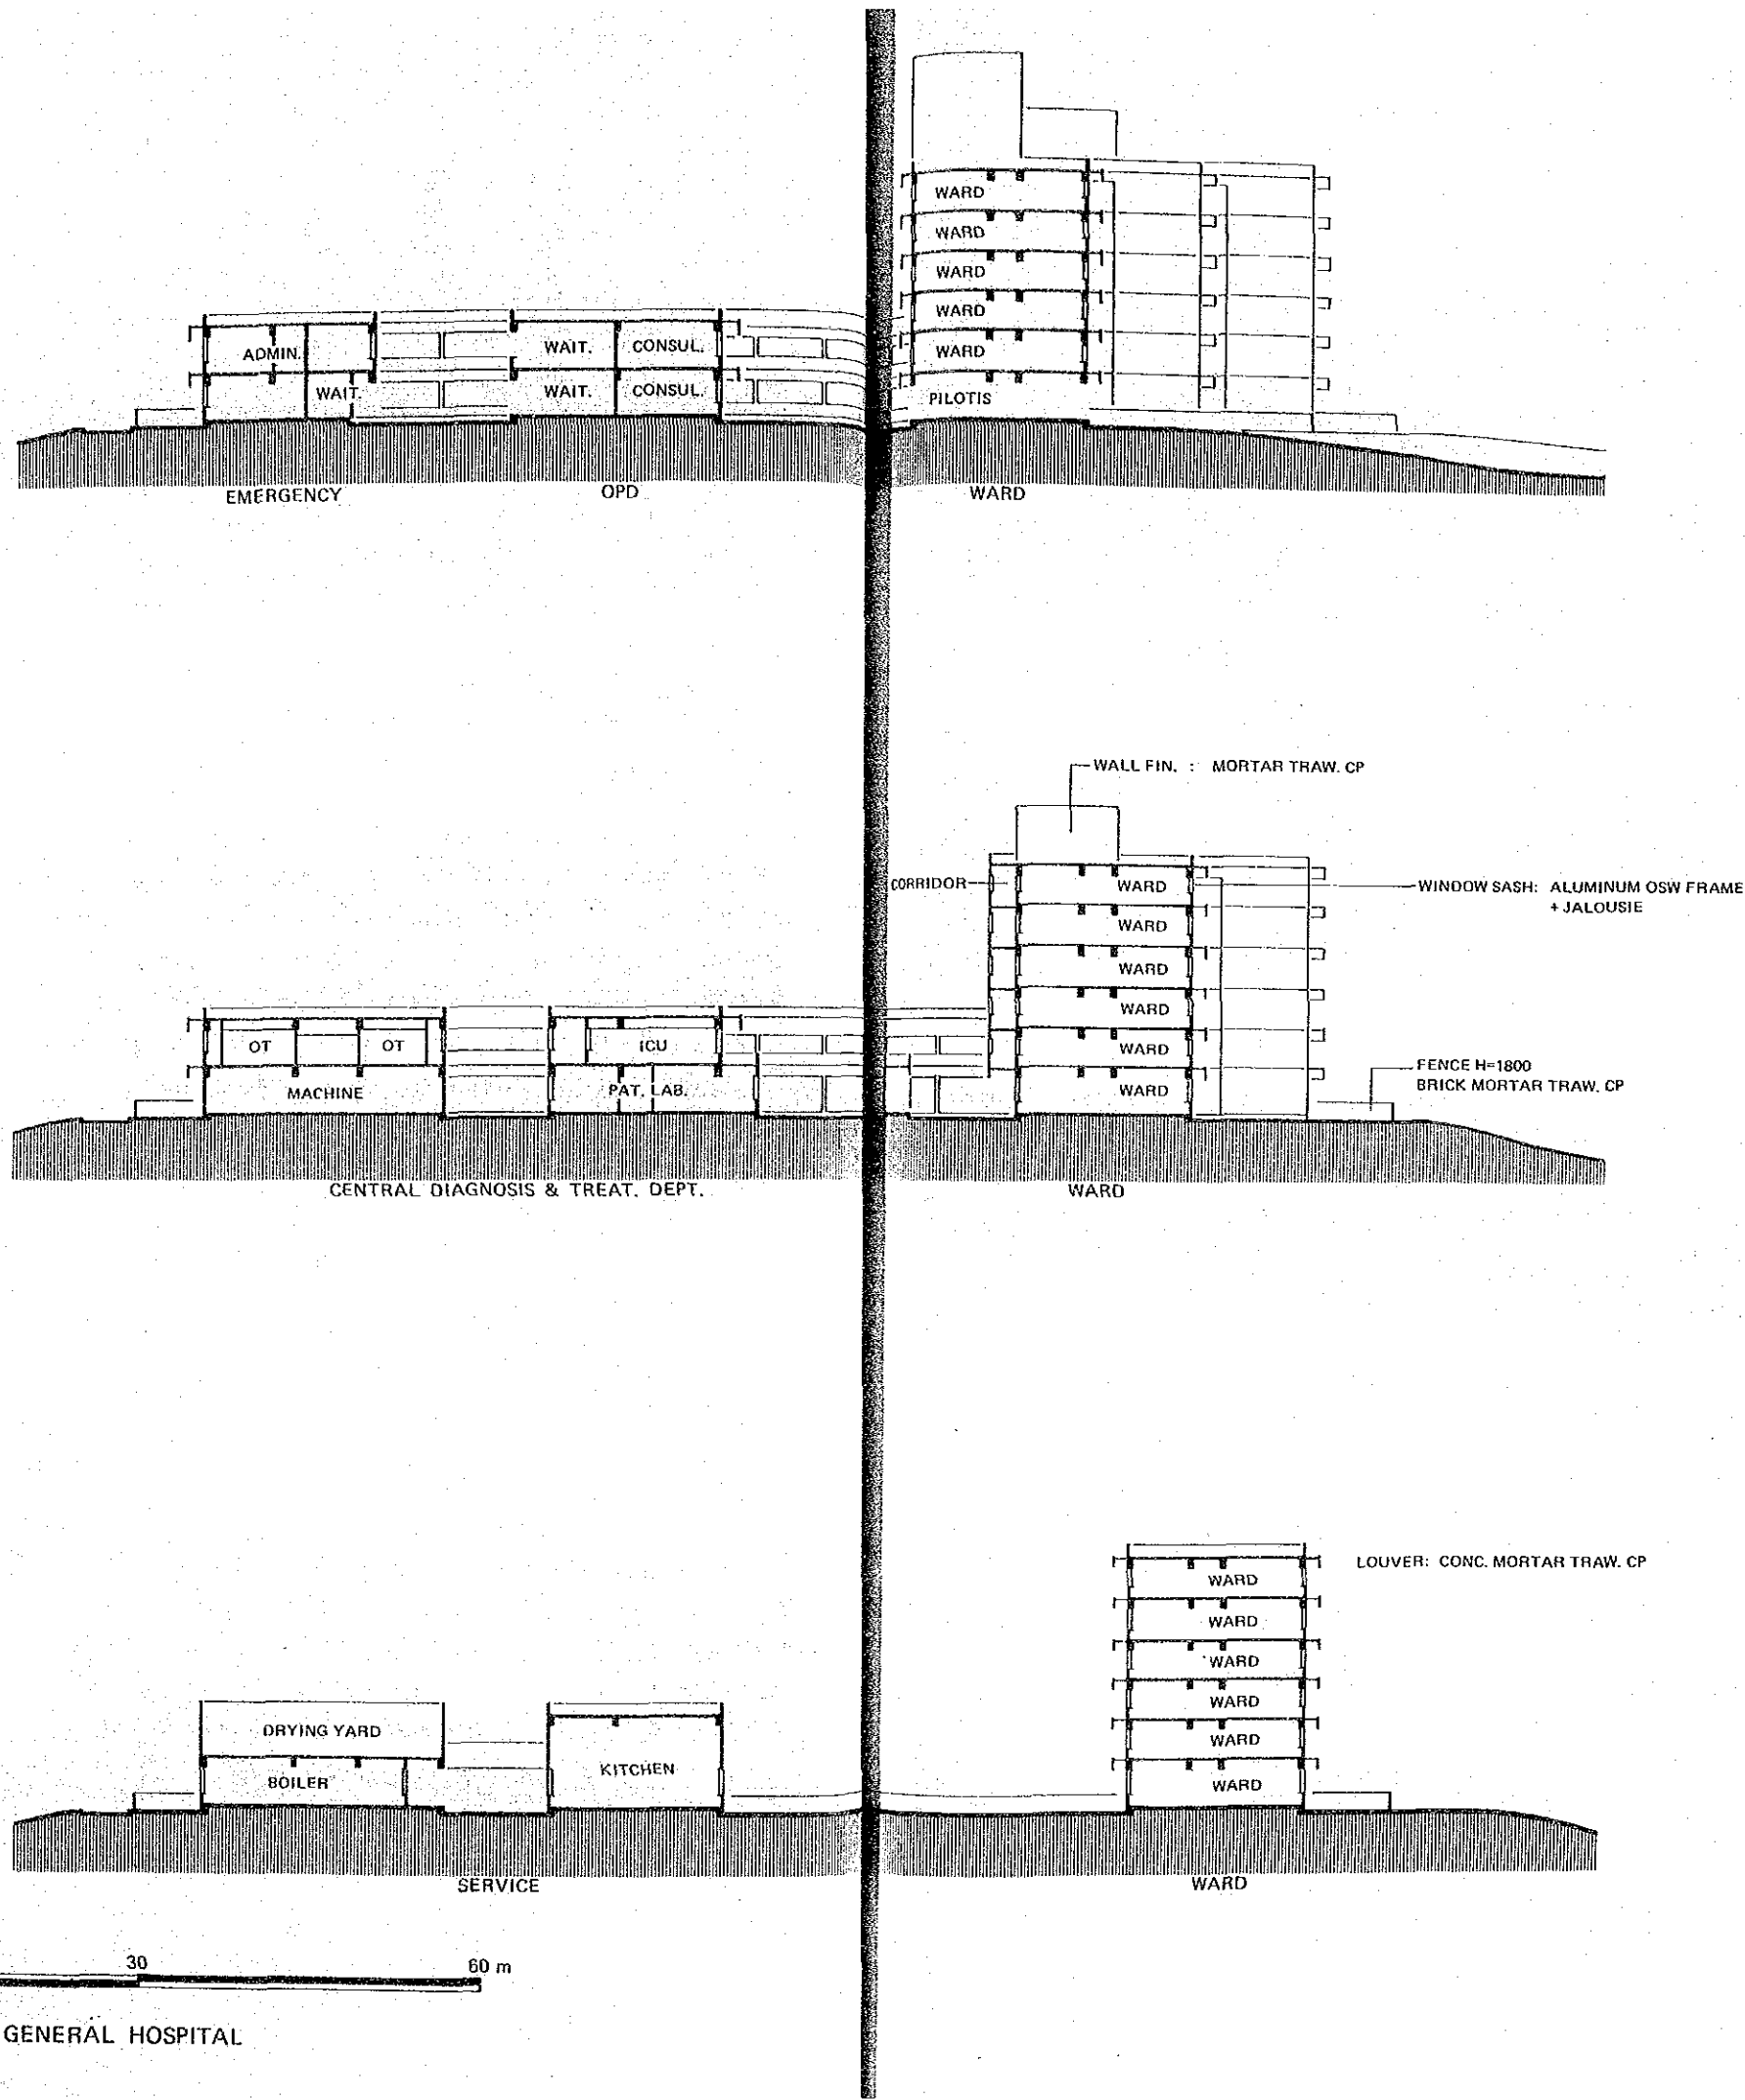 WARD
WARD
WARD
WARD
ADMIN. WAIT. CONSUL. WARD
WAIT. WAIT. CONSUL. PILOTIS
EMERGENCY OPD WARD
WALL FIN. : MORTAR TRAW. CP
CORRIDOR WARD WINDOW SASH: ALUMINUM OSW FRAME
+ JALOUSIE
WARD
WARD
WARD
OT OT ICU WARD
FENCE H=1800
MACHINE PAT. LAB. WARD BRICK MORTAR TRAW. CP
CENTRAL DIAGNOSIS & TREAT. DEPT. WARD
LOUVER: CONC. MORTAR TRAW. CP
WARD
WARD
WARD
WARD
DRYING YARD WARD
BOILER KITCHEN WARD
SERVICE WARD
30 60 m
GENERAL HOSPITAL